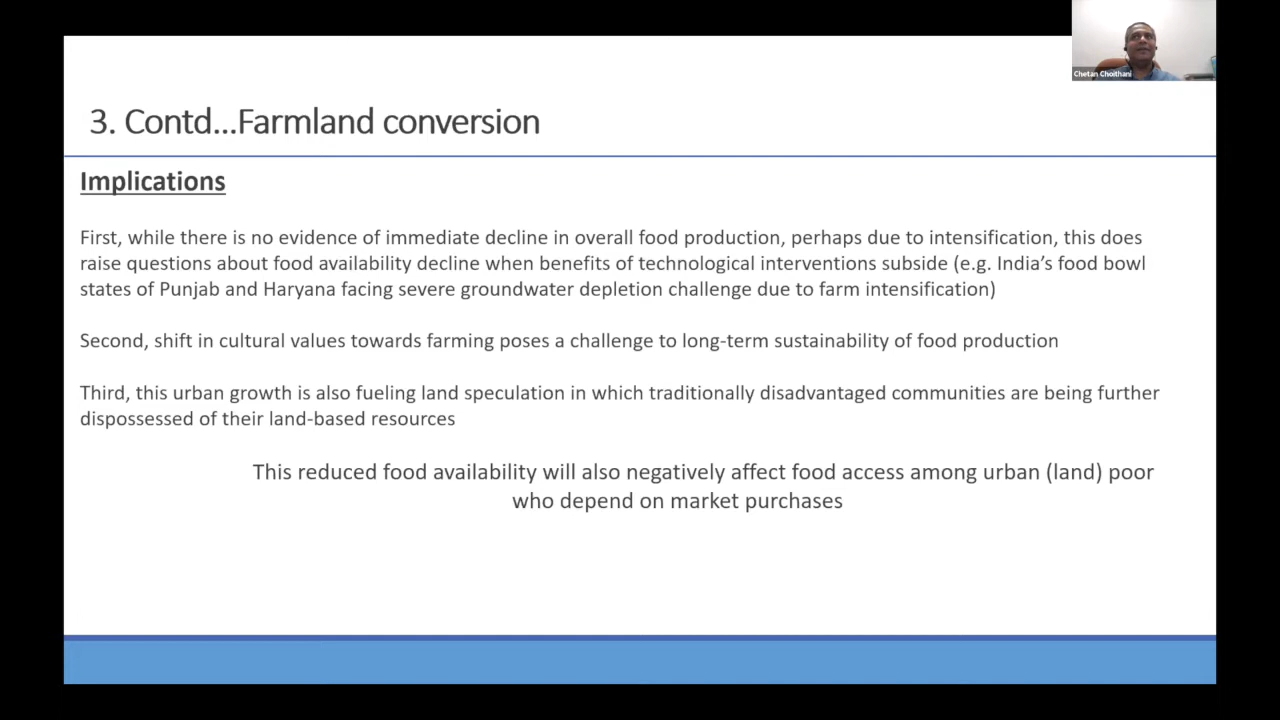 Chetan Choithani
3. Contd...Farmland conversion
Implications
First, while there is no evidence of immediate decline in overall food production, perhaps due to intensification, this does
raise questions about food availability decline when benefits of technological interventions subside (e.g. India's food bowl
states of Punjab and Haryana facing severe groundwater depletion challenge due to farm intensification)
Second, shift in cultural values towards farming poses a challenge to long-term sustainability of food production
Third, this urban growth is also fueling land speculation in which traditionally disadvantaged communities are being further
dispossessed of their land-based resources
This reduced food availability will also negatively affect food access among urban (land) poor
who depend on market purchases